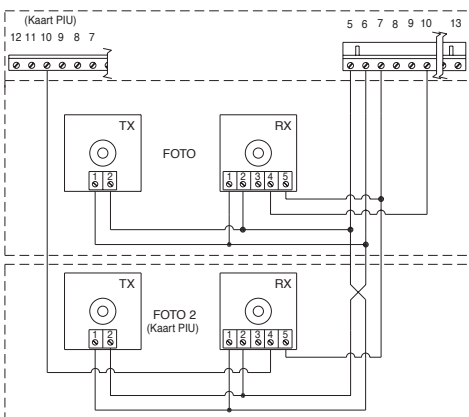 (Kaart PIU)
12 11 10 9 8 7
5 6 7 8 9 10 13
TX
RX
FOTO
1 2
1 2 3 4 5
TX
RX
FOTO 2
(Kaart PIU)
1 2
1 2 3 4 5